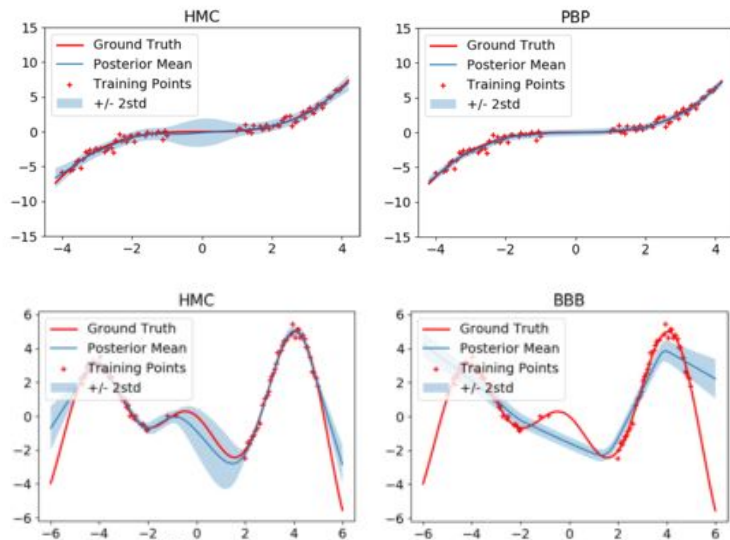 HMC
Ground Truth
Posterior Mean
Training Points
+/- 2std
15
10
5
0
−5
−10
−15
−4
−2
0
2
4
PBP
Ground Truth
Posterior Mean
Training Points
+/- 2std
15
10
5
0
−5
−10
−15
−4
−2
0
2
4
HMC
Ground Truth
Posterior Mean
Training Points
+/- 2std
6
4
2
0
−2
−4
−6
−6
−4
−2
0
2
4
6
BBB
Ground Truth
Posterior Mean
Training Points
+/- 2std
6
4
2
0
−2
−4
−6
−6
−4
−2
0
2
4
6